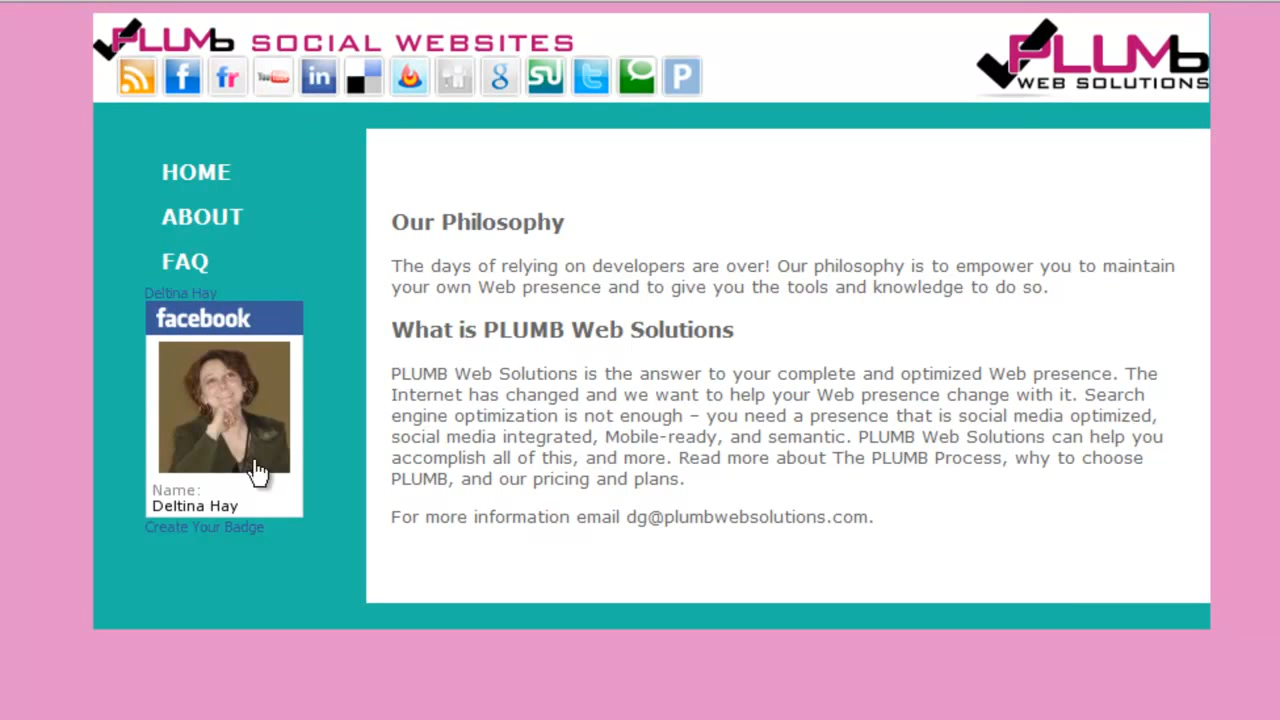 PLUMb SOCIAL WEBSITES
f fr YouTube in g SU t P
PLUMb
WEB SOLUTIONS
HOME
ABOUT
FAQ
Deltina Hay
facebook
Name:
Deltina Hay
Create Your Badge
Our Philosophy
The days of relying on developers are over! Our philosophy is to empower you to maintain
your own Web presence and to give you the tools and knowledge to do so.
What is PLUMB Web Solutions
PLUMB Web Solutions is the answer to your complete and optimized Web presence. The
Internet has changed and we want to help your Web presence change with it. Search
engine optimization is not enough – you need a presence that is social media optimized,
social media integrated, Mobile-ready, and semantic. PLUMB Web Solutions can help you
accomplish all of this, and more. Read more about The PLUMB Process, why to choose
PLUMB, and our pricing and plans.
For more information email dg@plumbwebsolutions.com.